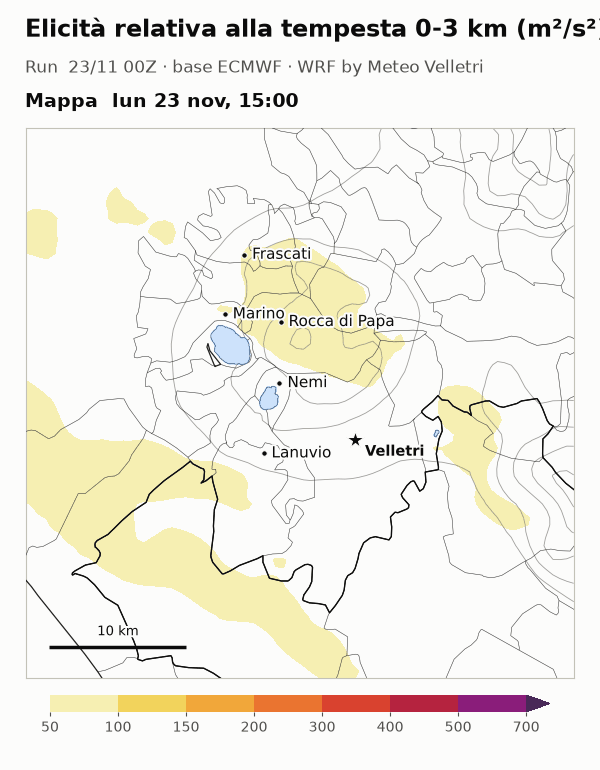 Elicità relativa alla tempesta 0-3 km (m²/s²)
Run  23/11 00Z · base ECMWF · WRF by Meteo Velletri
Mappa  lun 23 nov, 15:00
Frascati
Marino
Rocca di Papa
Nemi
Velletri
Lanuvio
10 km
50 100 150 200 300 400 500 700